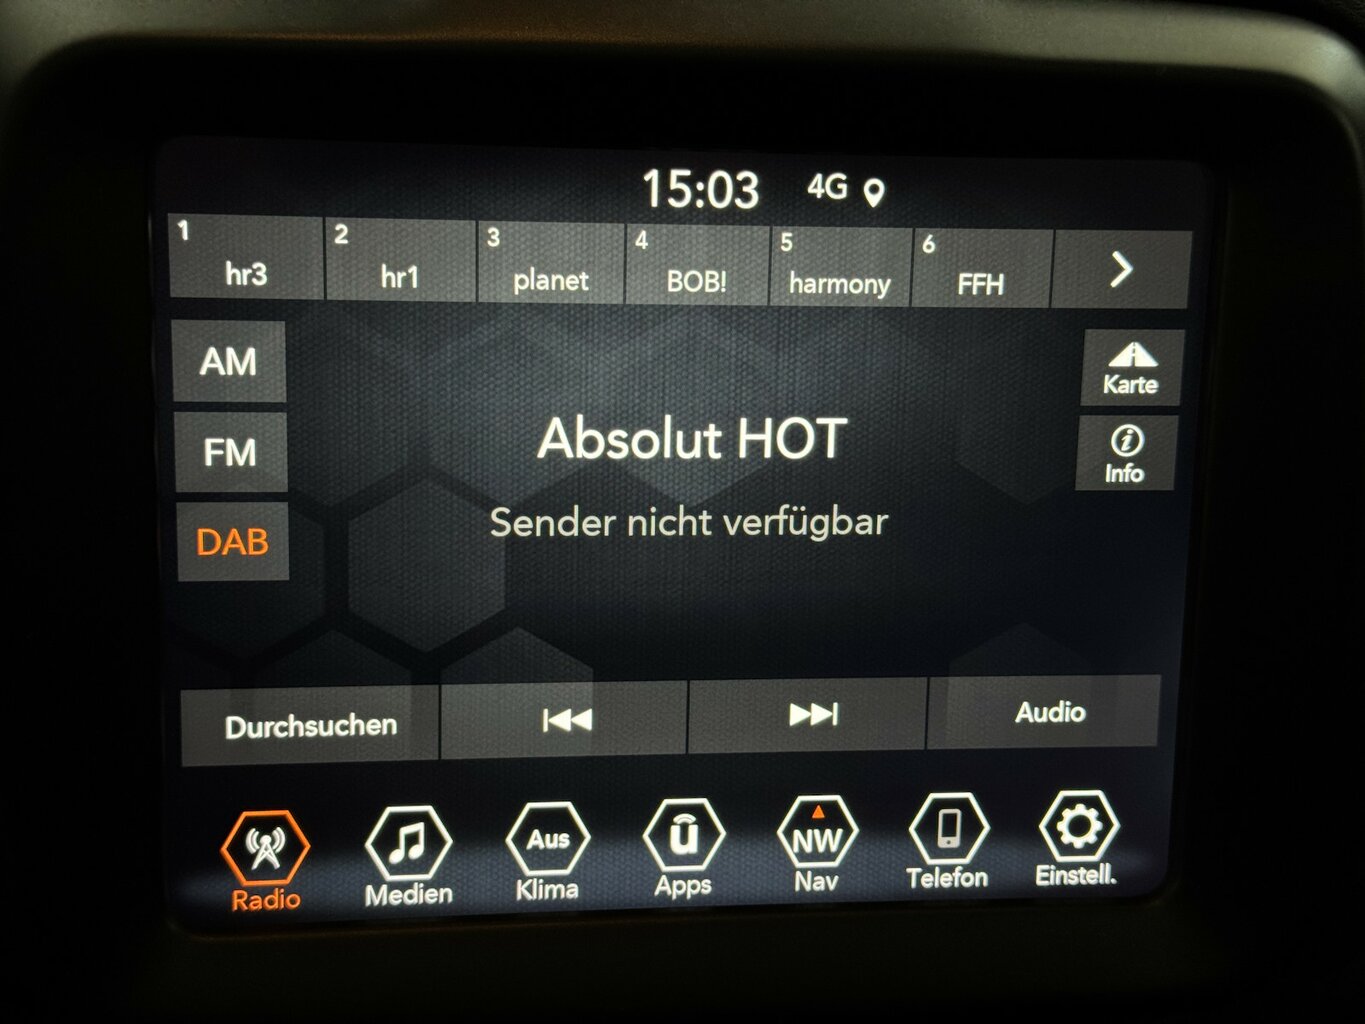 15:03 4G
1 hr3
2 hr1
3 planet
4 BOB!
5 harmony
6 FFH
AM
Karte
FM
Info
DAB
Absolut HOT
Sender nicht verfügbar
Durchsuchen
Audio
Radio
Medien
Aus
Klima
ū
Apps
NW
Nav
Telefon
Einstell.